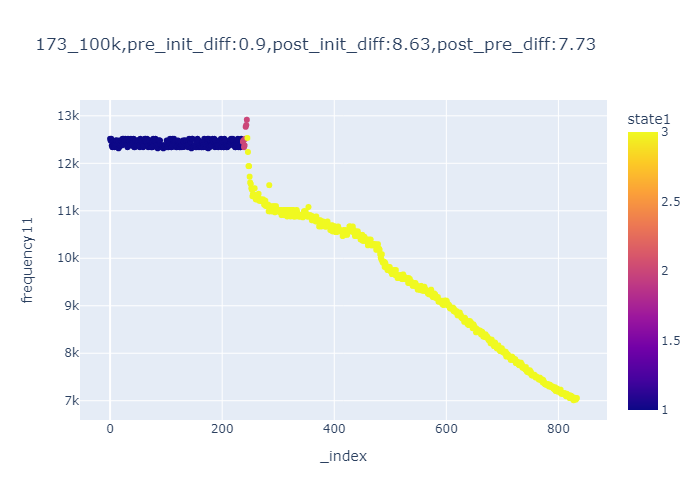 173_100k,pre_init_diff:0.9,post_init_diff:8.63,post_pre_diff:7.73
state1
13k
12k
11k
10k
9k
8k
7k
frequency11
0
200
400
600
800
_index
3
2.5
2
1.5
1